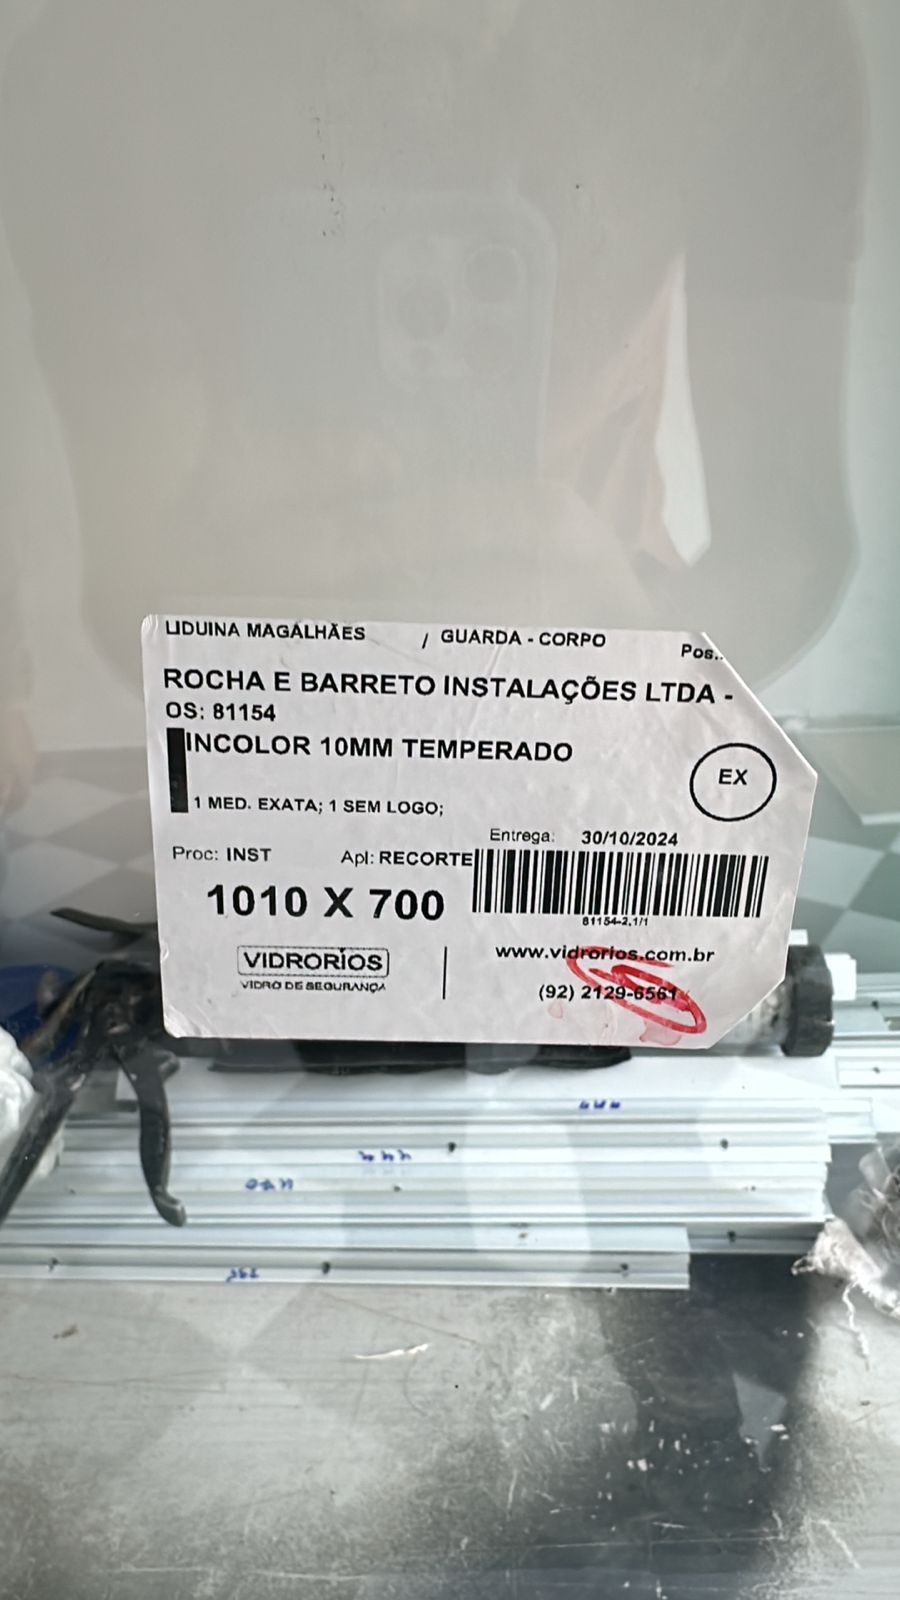 LIDUINA MAGALHÃES / GUARDA - CORPO Pos.:
ROCHA E BARRETO INSTALAÇÕES LTDA -
OS: 81154
INCOLOR 10MM TEMPERADO
EX
1 MED. EXATA; 1 SEM LOGO;
Entrega: 30/10/2024
Proc: INST Apl: RECORTE
1010 X 700
81154-2,1/1
VIDRORIOS
VIDRO DE SEGURANÇA
www.vidrorios.com.br
(92) 2129-6561